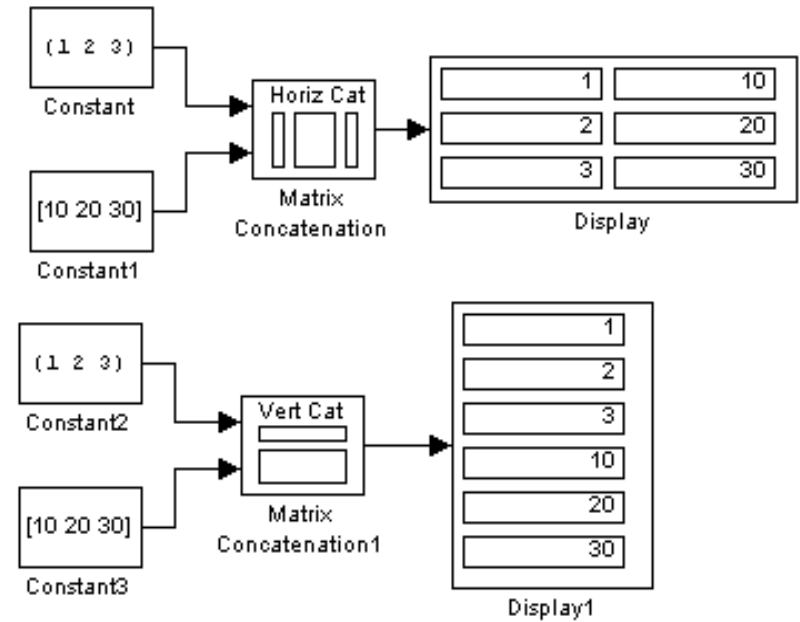 (1 2 3)
Constant
[10 20 30]
Constant1
Horiz Cat
Matrix
Concatenation
1 10
2 20
3 30
Display
(1 2 3)
Constant2
[10 20 30]
Constant3
Vert Cat
Matrix
Concatenation1
1
2
3
10
20
30
Display1